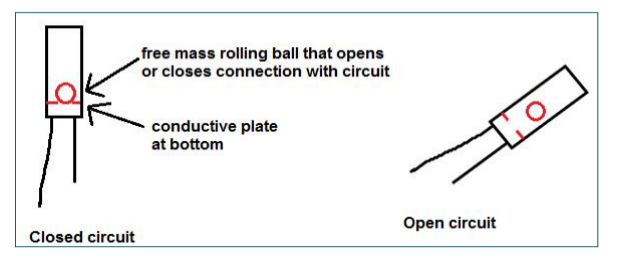 free mass rolling ball that opens
or closes connection with circuit
conductive plate
at bottom
Open circuit
Closed circuit